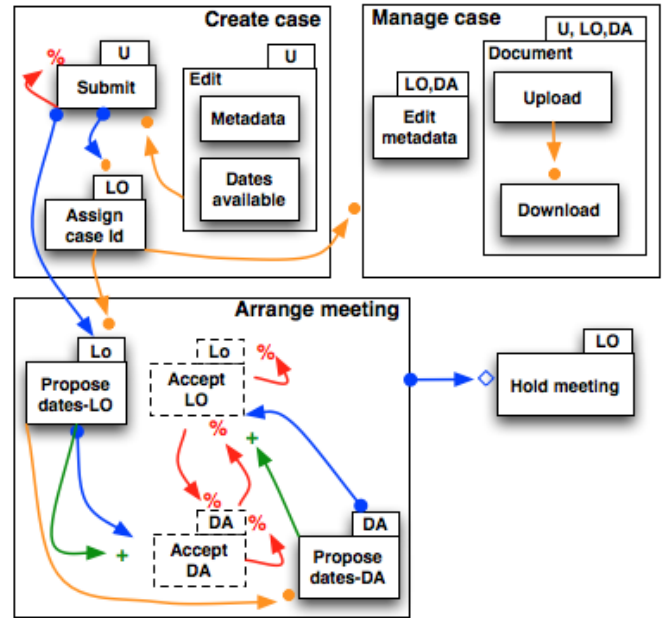 Create case
%
U
Submit
U
Edit
Metadata
Dates
available
LO
Assign
case Id
Manage case
U, LO,DA
Document
LO,DA
Edit
metadata
Upload
Download
Arrange meeting
Lo
Propose
dates-LO
Lo
%
Accept
LO
%
+
%
DA
%
Accept
DA
+
DA
Propose
dates-DA
LO
Hold meeting